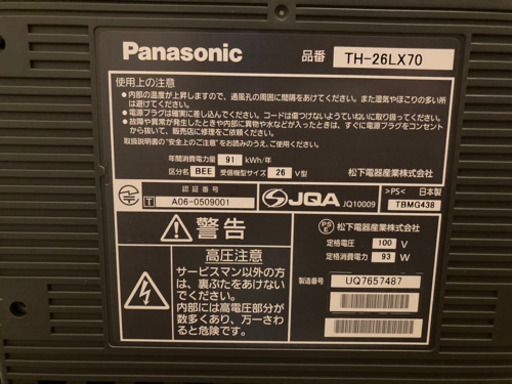 Panasonic 品番 TH-26LX70
使用上の注意
・内部の温度が上昇しますので、通風孔の周囲に間隔をあけてください。また湿気やほこりの多い所
は避けてください。
・電源プラグは確実に差し込んでください。コードは傷つけないようていねいに取り扱ってください。
・故障や異常が生じたときや内部に異物や水などが入ったときは、すぐに電源プラグをコンセント
から抜いて、販売店に修理をご依頼ください。
取扱説明書の"安全上のご注意"をお読みのうえ、ご使用ください。
年間消費電力量 91 kWh/年
区分名 BEE 受信機型サイズ 26 V型
松下電器産業株式会社
認証番号
T A06-0509001
JQA JQ10009
>PS< 日本製
TBMG438
警告
高圧注意
サービスマン以外の方
は、裏ぶたをあけない
でください。
内部には高電圧部分が
数多くあり、万一さわ
ると危険です。
PSE 松下電器産業株式会社
定格電圧 100 V
定格消費電力 93 W
製造番号 UQ7657487